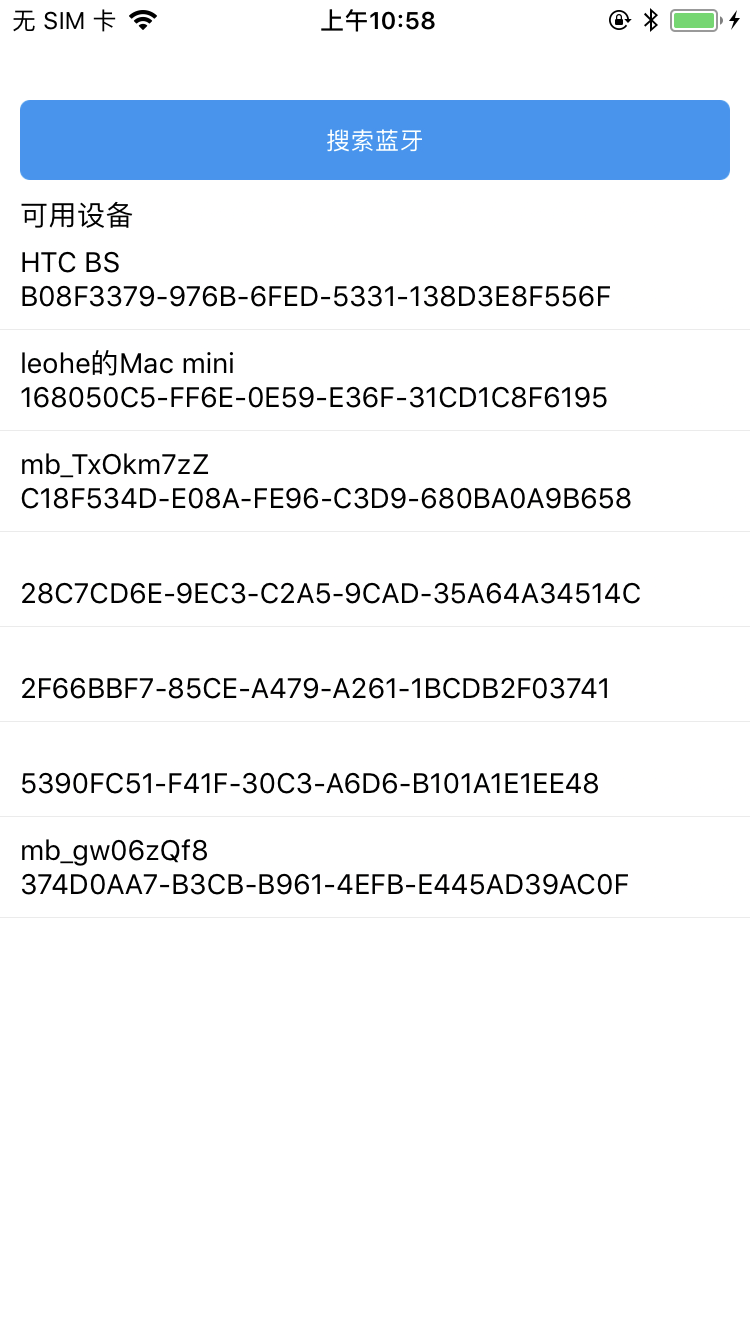 无 SIM 卡 上午10:58
搜索蓝牙
可用设备
HTC BS
B08F3379-976B-6FED-5331-138D3E8F556F
leohe的Mac mini
168050C5-FF6E-0E59-E36F-31CD1C8F6195
mb_TxOkm7zZ
C18F534D-E08A-FE96-C3D9-680BA0A9B658
28C7CD6E-9EC3-C2A5-9CAD-35A64A34514C
2F66BBF7-85CE-A479-A261-1BCDB2F03741
5390FC51-F41F-30C3-A6D6-B101A1E1EE48
mb_gw06zQf8
374D0AA7-B3CB-B961-4EFB-E445AD39AC0F